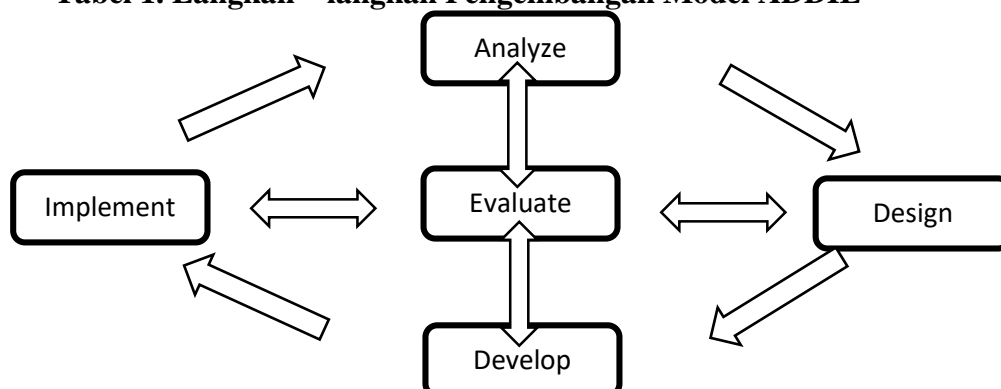 Tabel 1. Langkah – langkah Pengembangan Model ADDIE
Analyze
Implement
Evaluate
Design
Develop